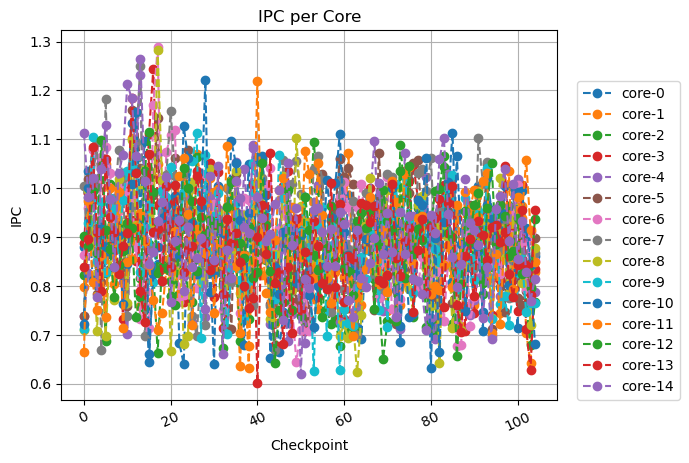 IPC per Core
IPC
1.3
1.2
1.1
1.0
0.9
0.8
0.7
0.6
0
20
40
60
80
100
Checkpoint
core-0
core-1
core-2
core-3
core-4
core-5
core-6
core-7
core-8
core-9
core-10
core-11
core-12
core-13
core-14